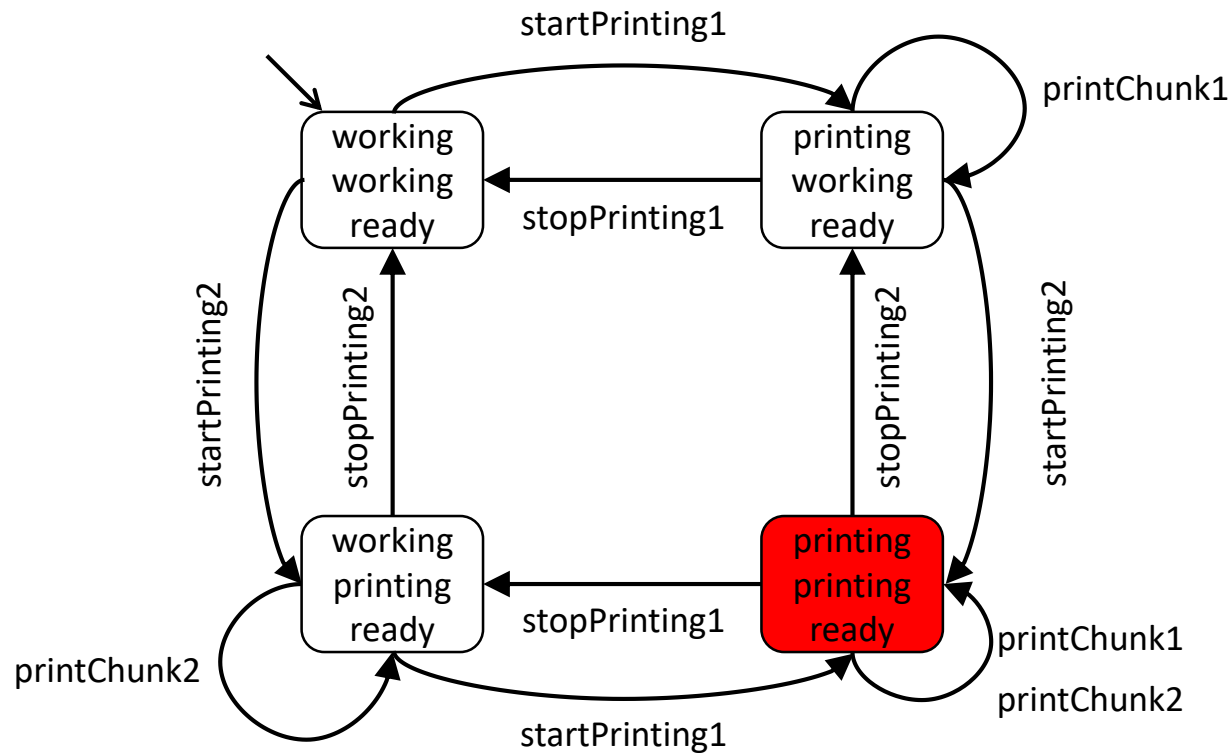 startPrinting1
printChunk1
working
working
ready
printing
working
ready
stopPrinting1
startPrinting2
stopPrinting2
stopPrinting2
startPrinting2
working
printing
ready
printing
printing
ready
stopPrinting1
printChunk2
printChunk1
printChunk2
startPrinting1